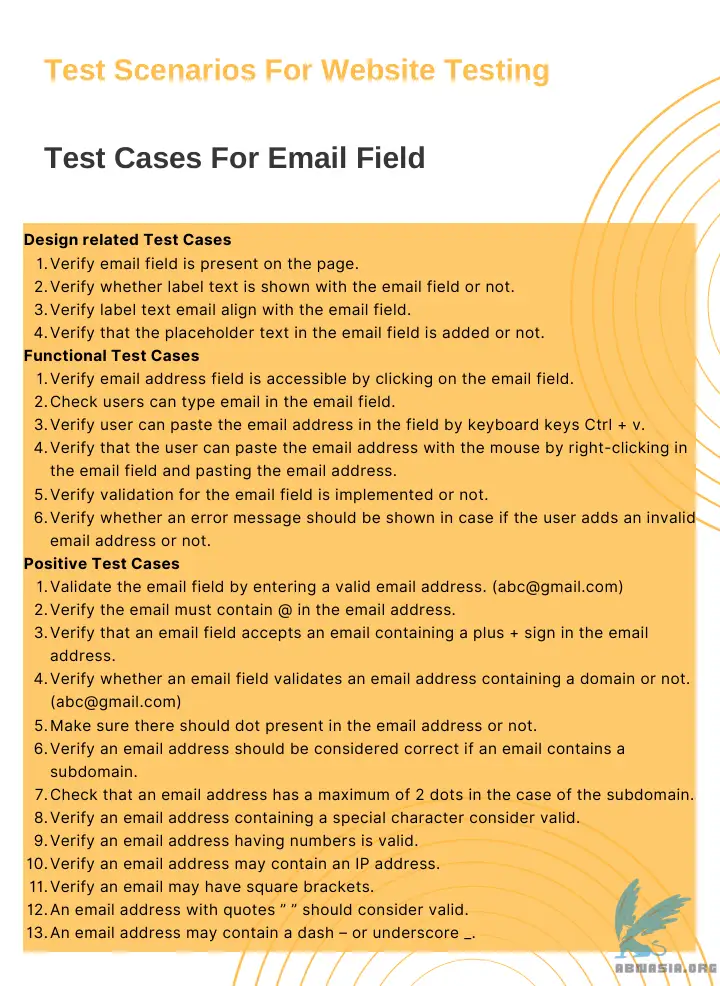 Test Scenarios For Website Testing
Test Cases For Email Field
Design related Test Cases
1. Verify email field is present on the page.
2. Verify whether label text is shown with the email field or not.
3. Verify label text email align with the email field.
4. Verify that the placeholder text in the email field is added or not.
Functional Test Cases
1. Verify email address field is accessible by clicking on the email field.
2. Check users can type email in the email field.
3. Verify user can paste the email address in the field by keyboard keys Ctrl + v.
4. Verify that the user can paste the email address with the mouse by right-clicking in
the email field and pasting the email address.
5. Verify validation for the email field is implemented or not.
6. Verify whether an error message should be shown in case if the user adds an invalid
email address or not.
Positive Test Cases
1. Validate the email field by entering a valid email address. (abc@gmail.com)
2. Verify the email must contain @ in the email address.
3. Verify that an email field accepts an email containing a plus + sign in the email
address.
4. Verify whether an email field validates an email address containing a domain or not.
(abc@gmail.com)
5. Make sure there should dot present in the email address or not.
6. Verify an email address should be considered correct if an email contains a
subdomain.
7. Check that an email address has a maximum of 2 dots in the case of the subdomain.
8. Verify an email address containing a special character consider valid.
9. Verify an email address having numbers is valid.
10. Verify an email address may contain an IP address.
11. Verify an email may have square brackets.
12. An email address with quotes ” ” should consider valid.
13. An email address may contain a dash – or underscore _.
ABWASIA.ORG